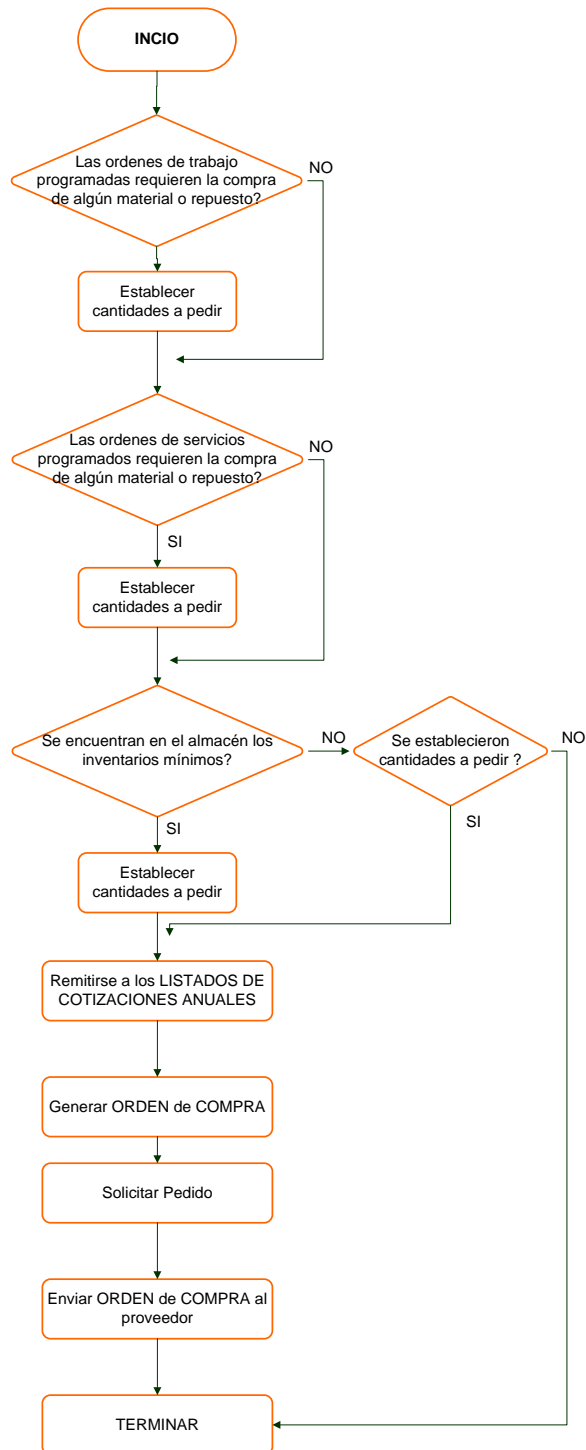 INCIO
Las ordenes de trabajo
programadas requieren la compra
de algún material o repuesto?
NO
Establecer
cantidades a pedir
Las ordenes de servicios
programados requieren la compra
de algún material o repuesto?
NO
SI
Establecer
cantidades a pedir
Se encuentran en el almacén los
inventarios mínimos?
NO
Se establecieron
cantidades a pedir ?
NO
SI
SI
Establecer
cantidades a pedir
Remitirse a los LISTADOS DE
COTIZACIONES ANUALES
Generar ORDEN de COMPRA
Solicitar Pedido
Enviar ORDEN de COMPRA al
proveedor
TERMINAR